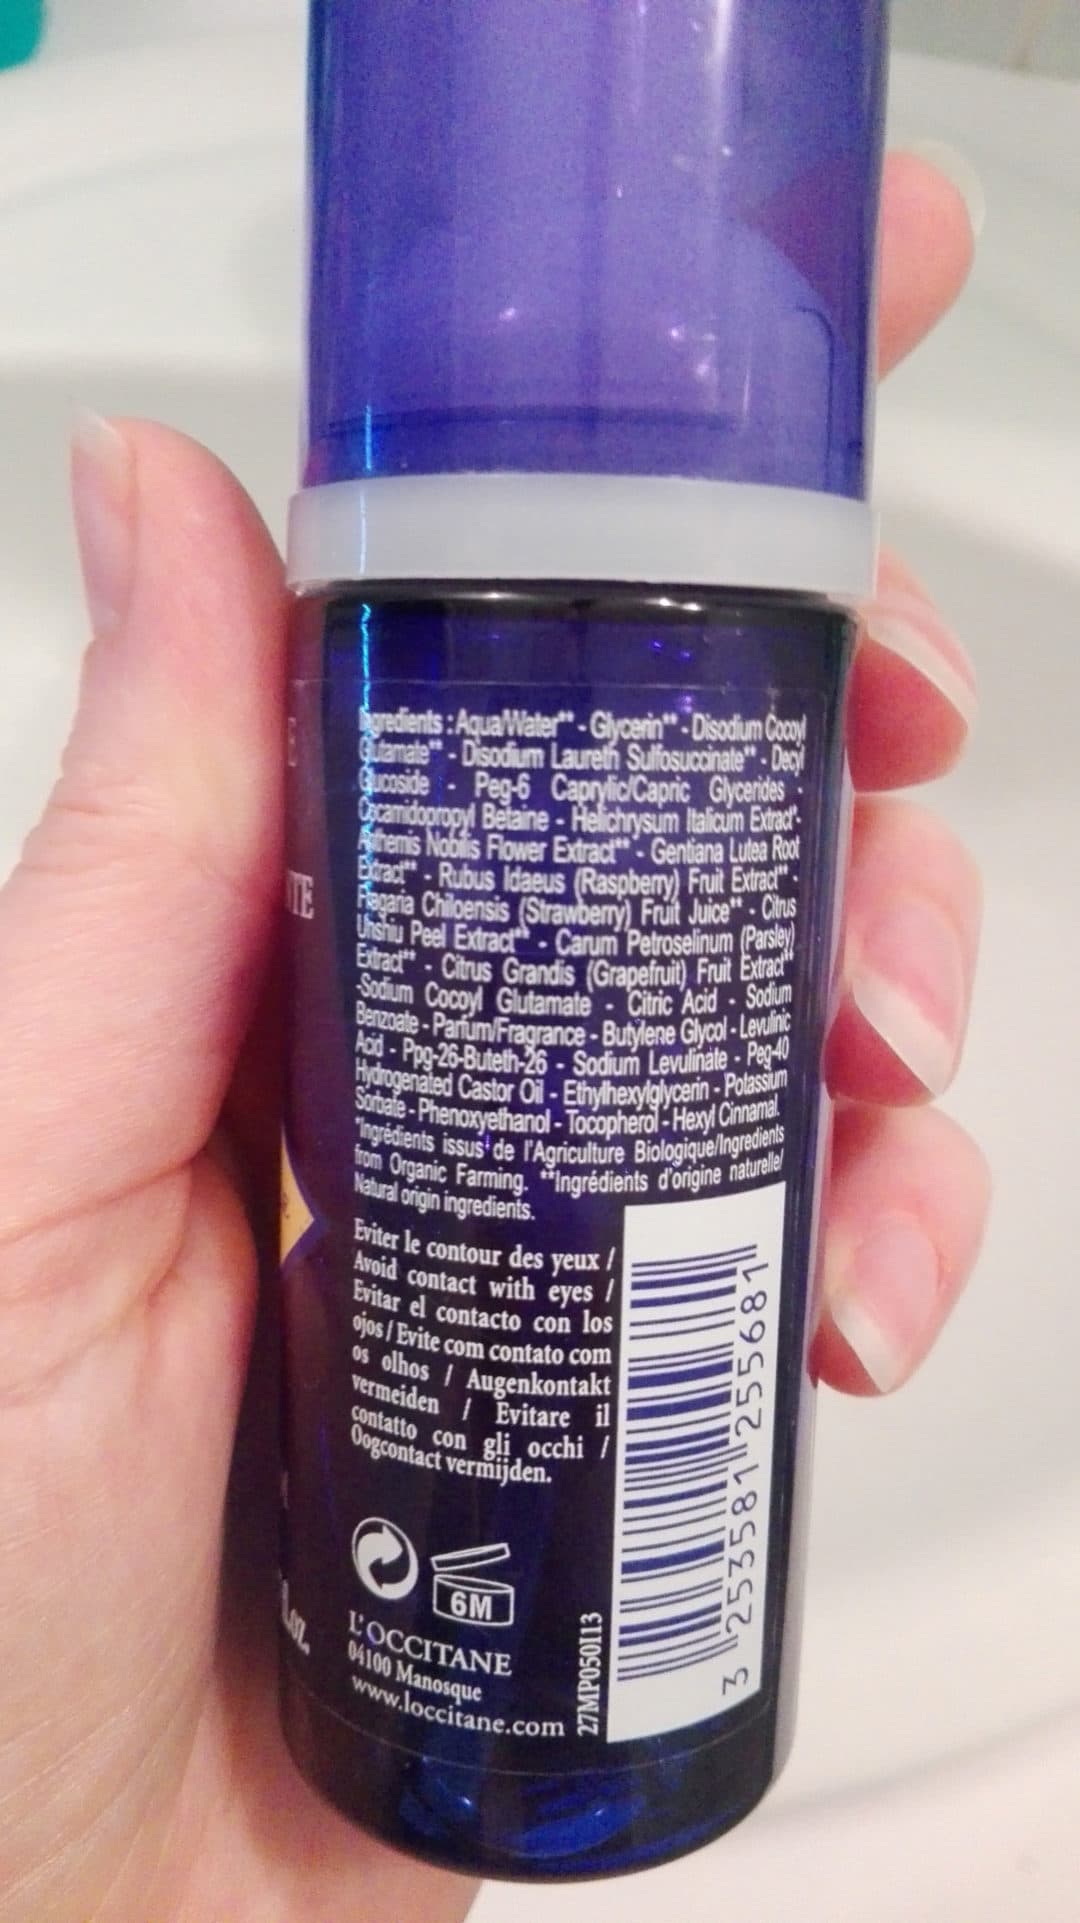 Ingredients : Aqua/Water** - Glycerin** - Disodium Cocoyl
Glutamate** - Disodium Laureth Sulfosuccinate** - Decyl
Glucoside - Peg-6 Caprylic/Capric Glycerides -
Cocamidopropyl Betaine - Helichrysum Italicum Extract*-
Anthemis Nobilis Flower Extract** - Gentiana Lutea Root
Extract** - Rubus Idaeus (Raspberry) Fruit Extract** -
Fragaria Chiloensis (Strawberry) Fruit Juice** - Citrus
Unshiu Peel Extract** - Carum Petroselinum (Parsley)
Extract** - Citrus Grandis (Grapefruit) Fruit Extract**
-Sodium Cocoyl Glutamate - Citric Acid - Sodium
Benzoate - Parfum/Fragrance - Butylene Glycol - Levulinic
Acid - Ppg-26-Buteth-26 - Sodium Levulinate - Peg-40
Hydrogenated Castor Oil - Ethylhexylglycerin - Potassium
Sorbate - Phenoxyethanol - Tocopherol - Hexyl Cinnamal.
*Ingrédients issus de l'Agriculture Biologique/Ingredients
from Organic Farming. **Ingrédients d'origine naturelle/
Natural origin ingredients.
Eviter le contour des yeux /
Avoid contact with eyes /
Evitar el contacto con los
ojos / Evite com contato com
os olhos / Augenkontakt
vermeiden / Evitare il
contatto con gli occhi /
Oogcontact vermijden.
6M
L'OCCITANE
04100 Manosque
www.loccitane.com
27MP050I13
3 253581 255681